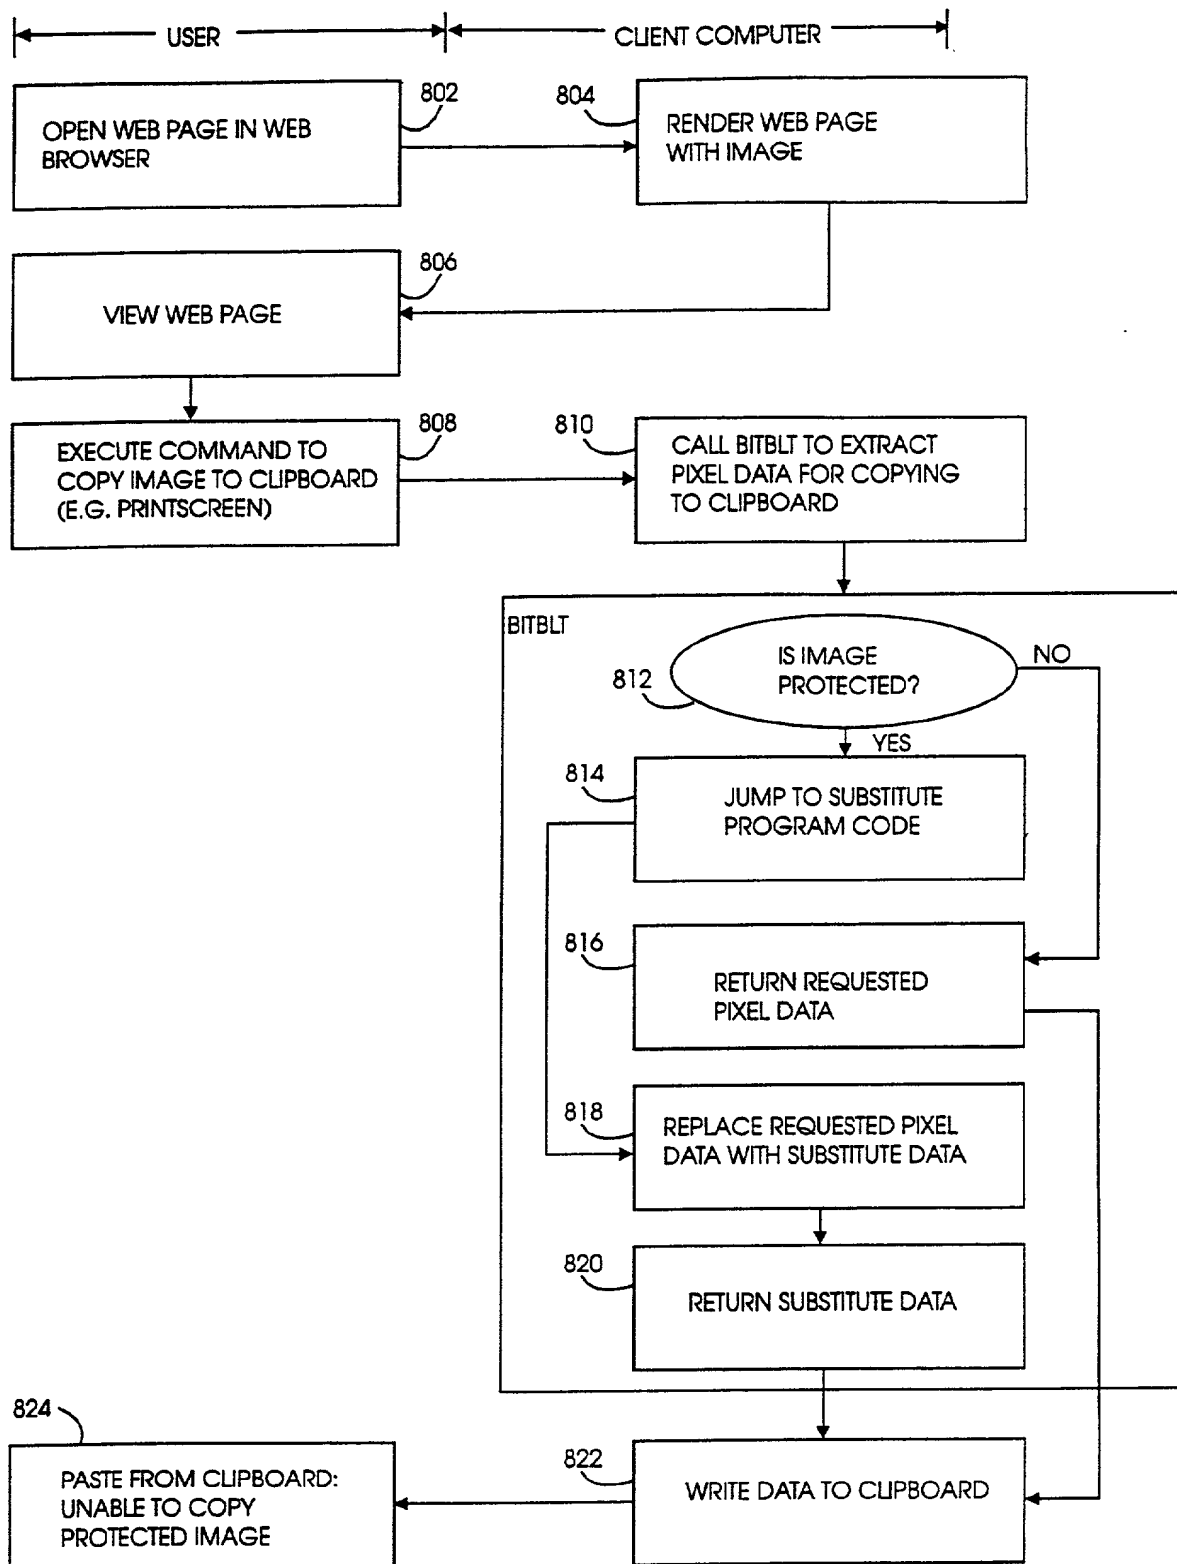 USER
CLIENT COMPUTER
802
OPEN WEB PAGE IN WEB
BROWSER
804
RENDER WEB PAGE
WITH IMAGE
806
VIEW WEB PAGE
808
EXECUTE COMMAND TO
COPY IMAGE TO CLIPBOARD
(E.G. PRINTSCREEN)
810
CALL BITBLT TO EXTRACT
PIXEL DATA FOR COPYING
TO CLIPBOARD
BITBLT
IS IMAGE
PROTECTED?
NO
812
YES
814
JUMP TO SUBSTITUTE
PROGRAM CODE
816
RETURN REQUESTED
PIXEL DATA
818
REPLACE REQUESTED PIXEL
DATA WITH SUBSTITUTE DATA
820
RETURN SUBSTITUTE DATA
822
WRITE DATA TO CLIPBOARD
824
PASTE FROM CLIPBOARD:
UNABLE TO COPY
PROTECTED IMAGE